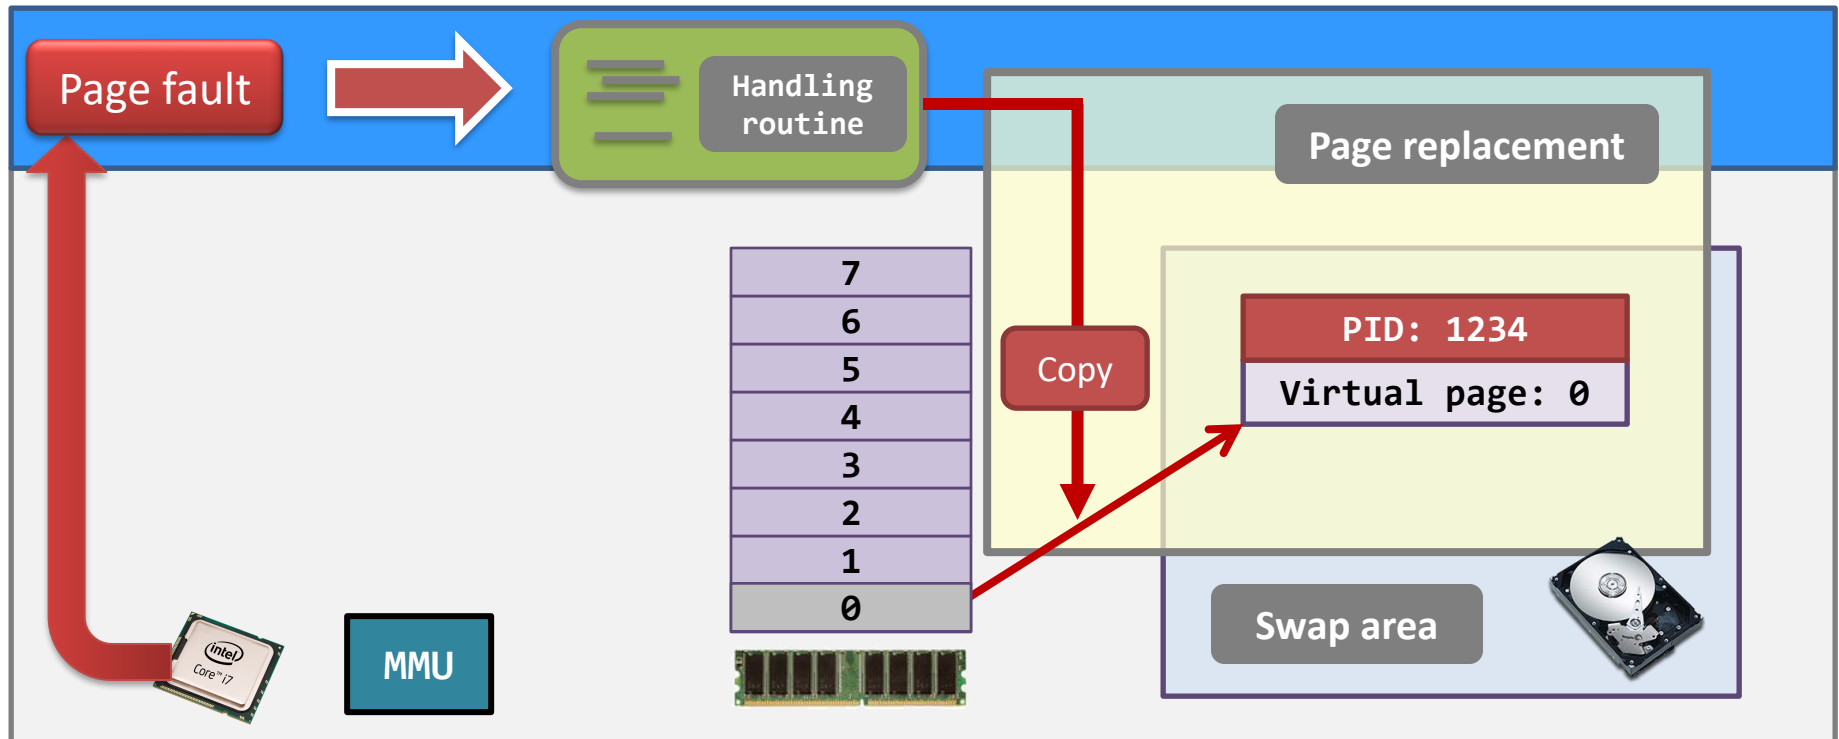 Page fault
Handling
routine
Page replacement
7
6
5
4
3
2
1
0
Copy
PID: 1234
Virtual page: 0
Swap area
MMU
intel
Core™ i7